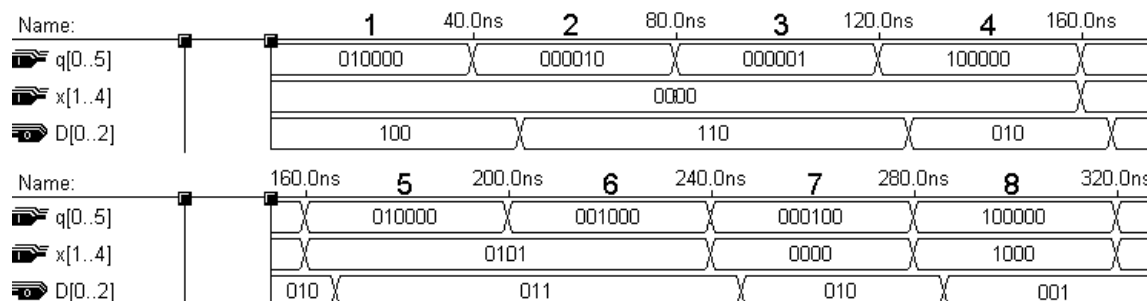 Name: 1 40.0ns 2 80.0ns 3 120.0ns 4 160.0ns
q[0..5] 010000 000010 000001 100000
x[1..4] 0000
D[0..2] 100 110 010
Name: 160.0ns 5 200.0ns 6 240.0ns 7 280.0ns 8 320.0ns
q[0..5] 010000 001000 000100 100000
x[1..4] 0101 0000 1000
D[0..2] 010 011 010 001